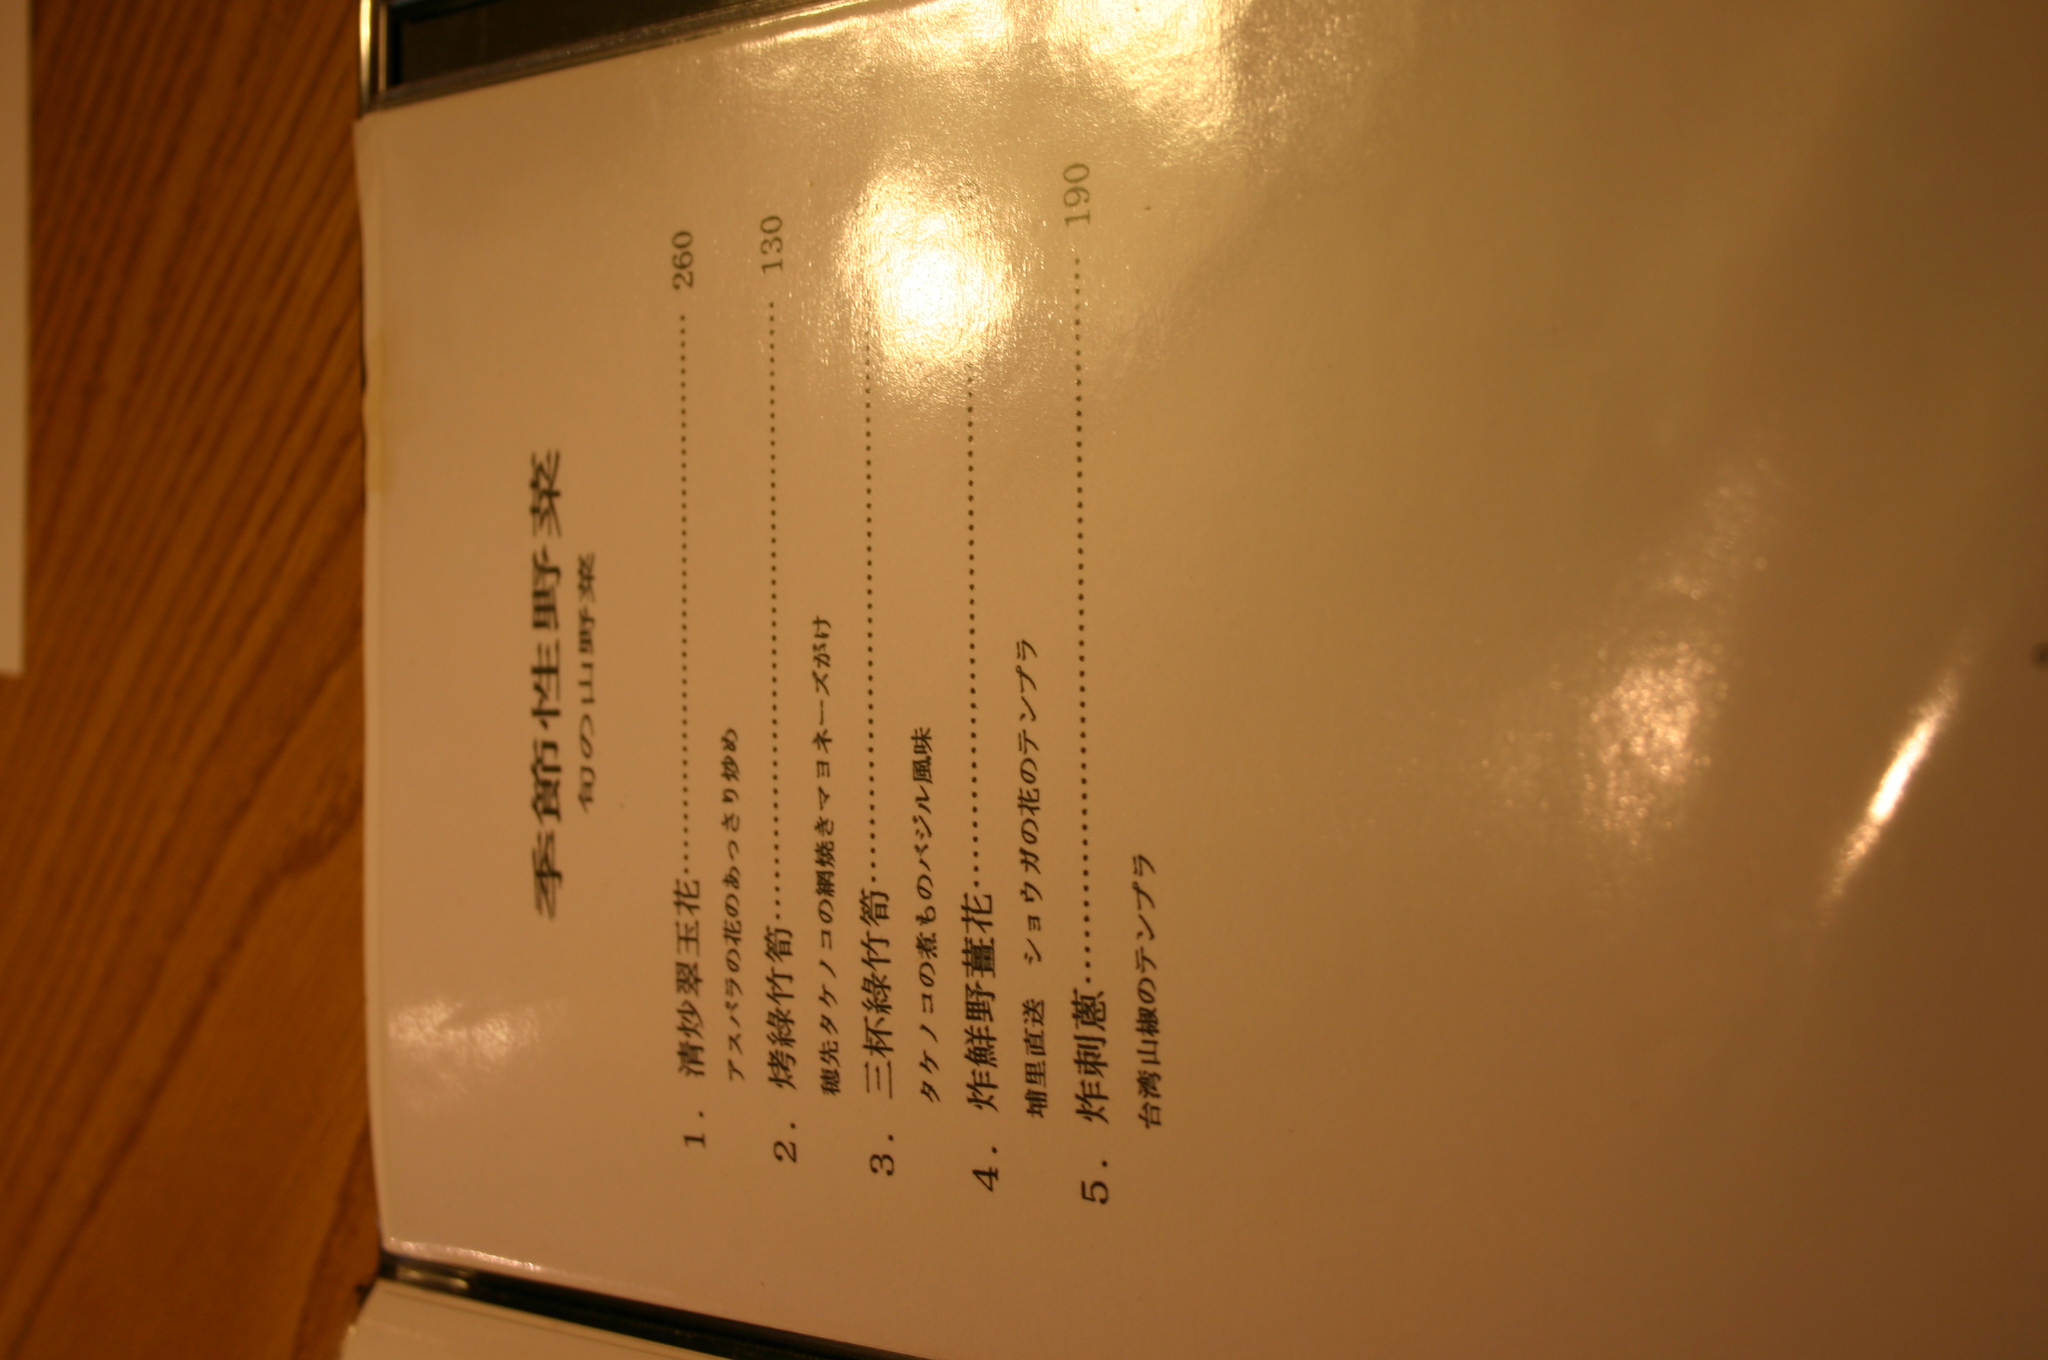 季節性野菜
旬の山野菜
1．清炒翠玉花 ................................................ 260
アスパラの花のあっさり炒め
2．烤綠竹筍 ................................................ 130
穂先タケノコの網焼きマヨネーズがけ
3．三杯綠竹筍 ................................................
タケノコの煮もののバジル風味
4．炸鮮野薑花 ................................................
埔里直送　ショウガの花のテンプラ
5．炸刺蔥 ................................................ 190
台湾山椒のテンプラ